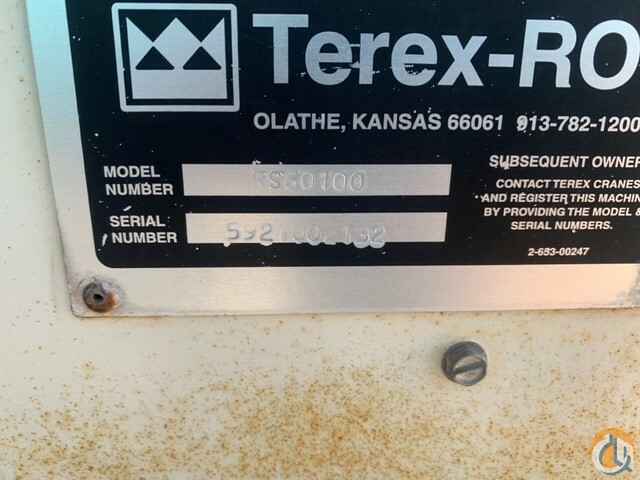 Terex-RO
OLATHE, KANSAS 66061 913-782-1200
MODEL
NUMBER
SERIAL
NUMBER
SUBSEQUENT OWNER
CONTACT TEREX CRANES
AND REGISTER THIS MACHIN
BY PROVIDING THE MODEL &
SERIAL NUMBERS.
2-653-00247